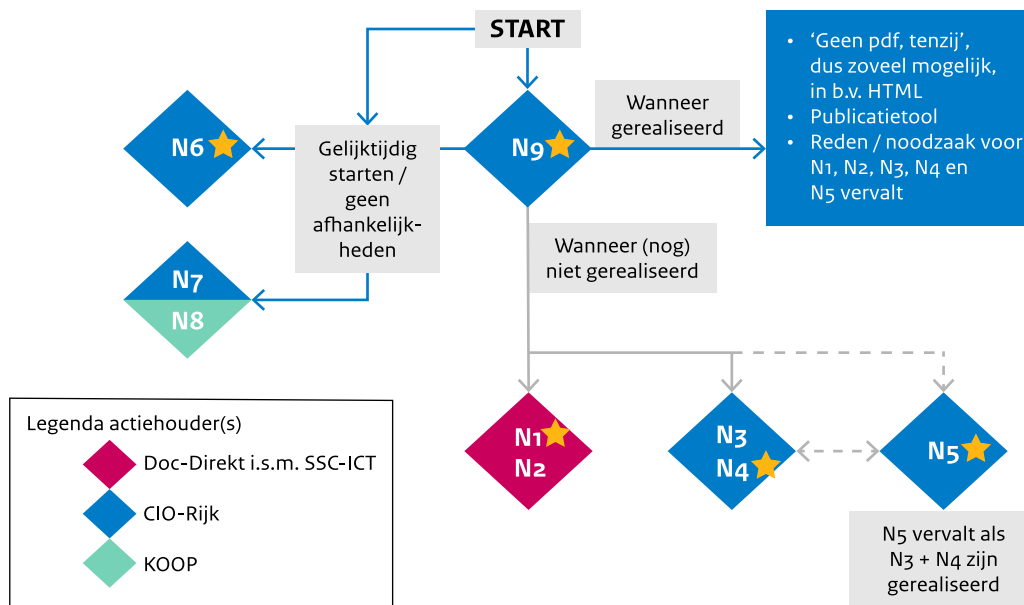 START
Wanneer
gerealiseerd
• ‘Geen pdf, tenzij’,
dus zoveel mogelijk,
in b.v. HTML
• Publicatietool
• Reden / noodzaak voor
N1, N2, N3, N4 en
N5 vervalt
N6
Gelijktijdig
starten /
geen
afhankelijk-
heden
N9
Wanneer (nog)
niet gerealiseerd
N7
N8
N1
N2
N3
N4
N5
N5 vervalt als
N3 + N4 zijn
gerealiseerd
Legenda actiehouder(s)
Doc-Direkt i.s.m. SSC-ICT
CIO-Rijk
KOOP